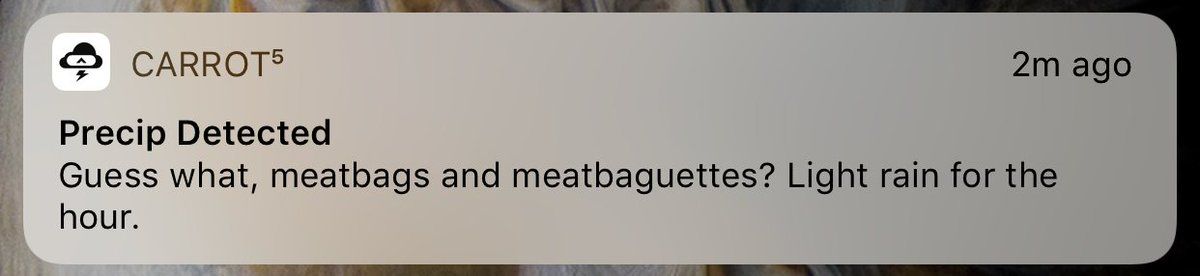 CARROT⁵
2m ago
Precip Detected
Guess what, meatbags and meatbaguettes? Light rain for the
hour.